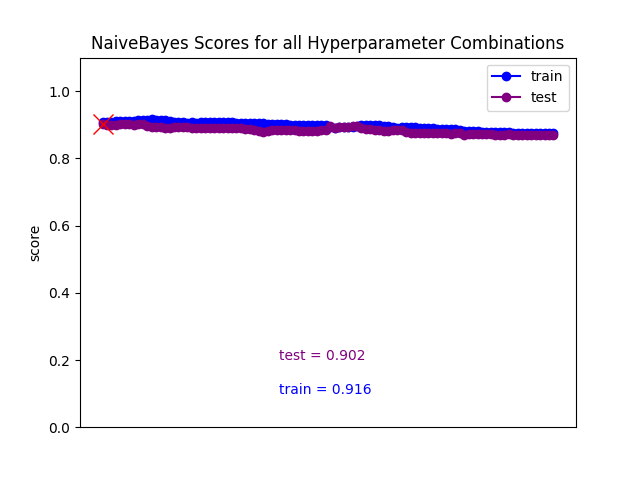 NaiveBayes Scores for all Hyperparameter Combinations
train
test
1.0
0.8
0.6
0.4
0.2
0.0
score
test = 0.902
train = 0.916